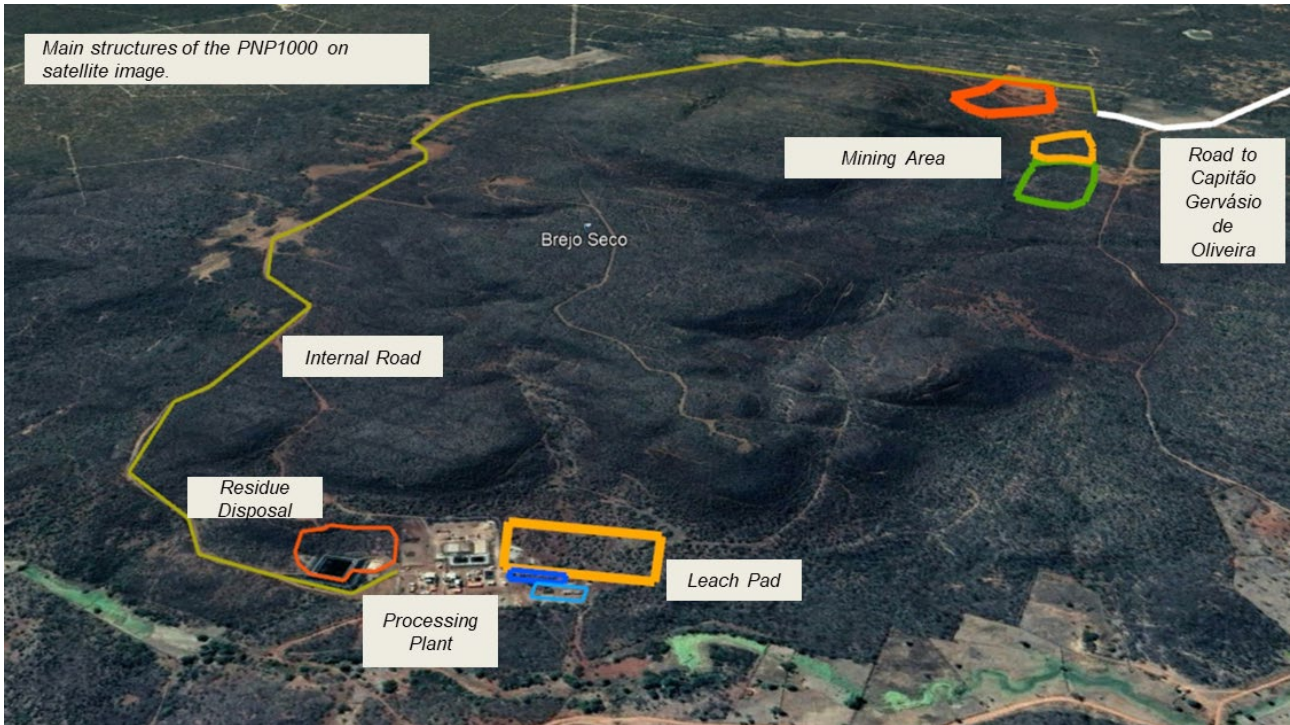 Main structures of the PNP1000 on
satellite image.
Mining Area
Road to
Capitão
Gervásio
de
Oliveira
Brejo Seco
Internal Road
Residue
Disposal
Leach Pad
Processing
Plant